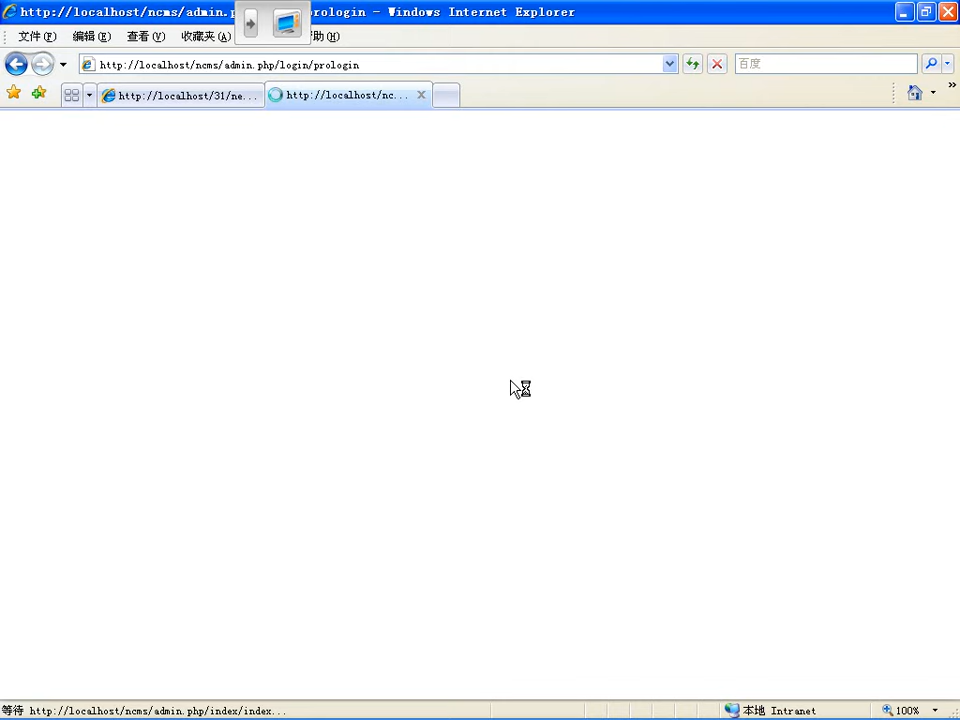 http://localhost/ncms/admin.p prologin - Windows Internet Explorer
文件(F) 编辑(E) 查看(V) 收藏夹(A) 助(H)
http://localhost/ncms/admin.php/login/prologin
百度
http://localhost/31/ne...
http://localhost/nc...
等待 http://localhost/ncms/admin.php/index/index...
本地 Intranet
100%